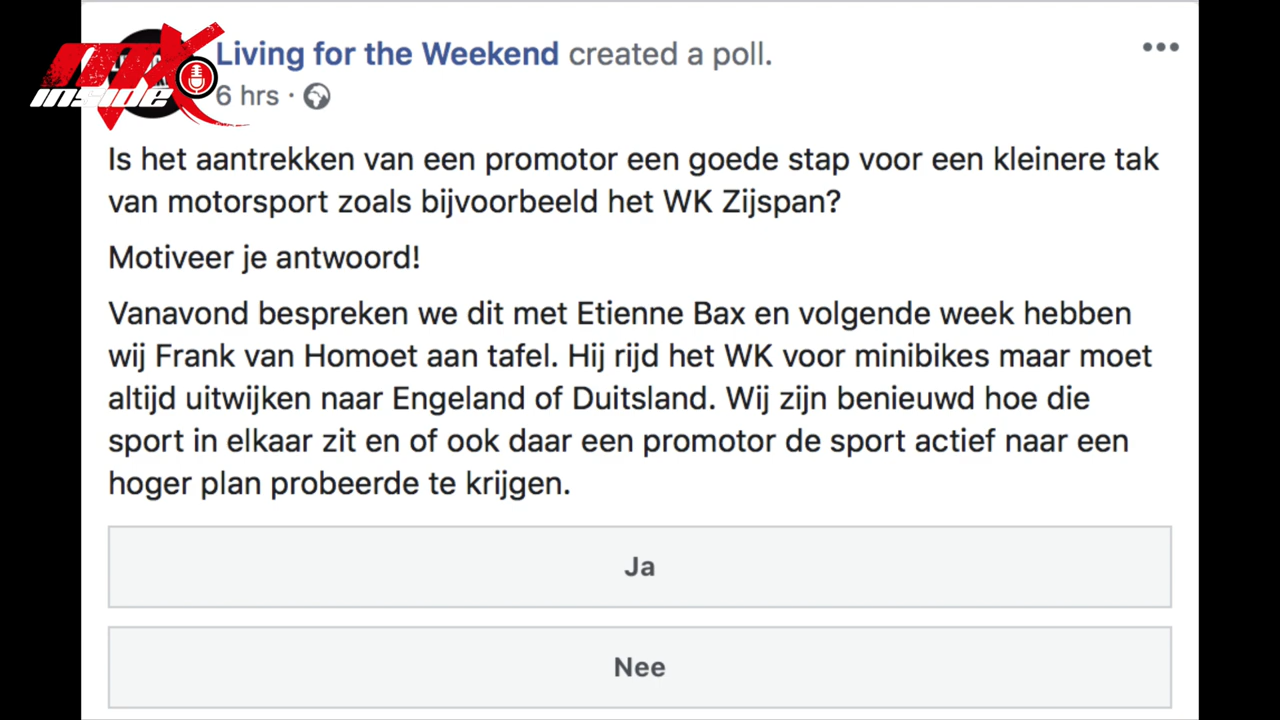 MX
inside
Living for the Weekend created a poll.
6 hrs ·
Is het aantrekken van een promotor een goede stap voor een kleinere tak
van motorsport zoals bijvoorbeeld het WK Zijspan?
Motiveer je antwoord!
Vanavond bespreken we dit met Etienne Bax en volgende week hebben
wij Frank van Homoet aan tafel. Hij rijd het WK voor minibikes maar moet
altijd uitwijken naar Engeland of Duitsland. Wij zijn benieuwd hoe die
sport in elkaar zit en of ook daar een promotor de sport actief naar een
hoger plan probeerde te krijgen.
Ja
Nee